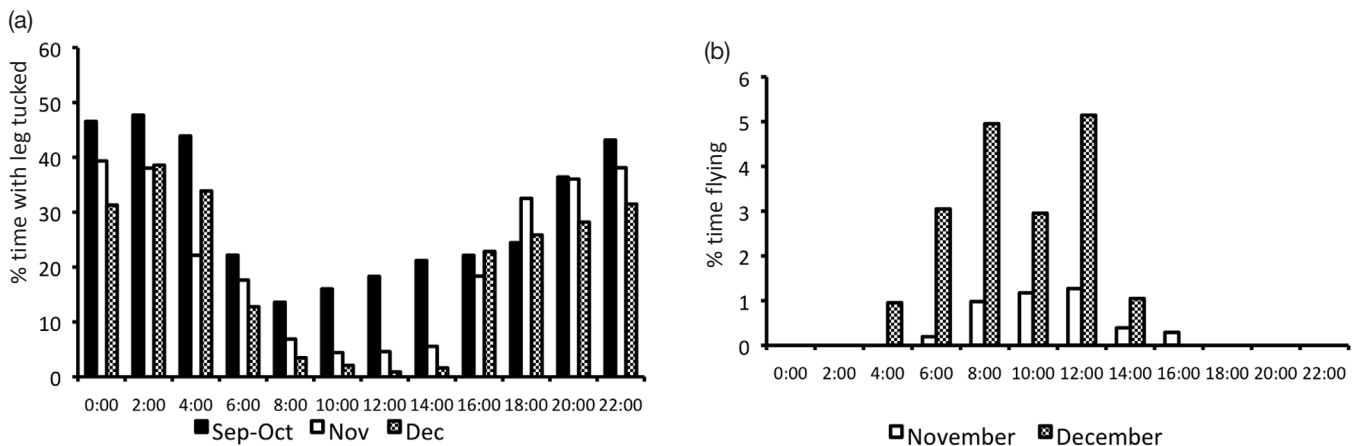 (a)
% time with leg tucked
60
50
40
30
20
10
0
0:00 2:00 4:00 6:00 8:00 10:00 12:00 14:00 16:00 18:00 20:00 22:00
Sep-Oct Nov Dec
(b)
% time flying
6
5
4
3
2
1
0
0:00 2:00 4:00 6:00 8:00 10:00 12:00 14:00 16:00 18:00 20:00 22:00
November December